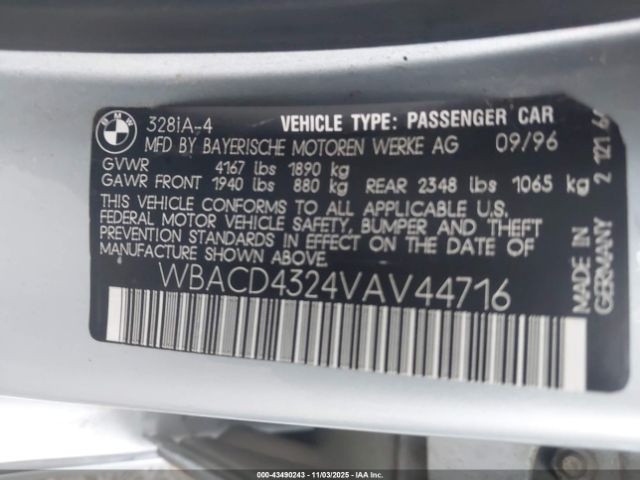 BMW
328iA-4 VEHICLE TYPE: PASSENGER CAR
MFD BY BAYERISCHE MOTOREN WERKE AG 09/96
GVWR 4167 lbs 1890 kg
GAWR FRONT 1940 lbs 880 kg REAR 2348 lbs 1065 kg
THIS VEHICLE CONFORMS TO ALL APPLICABLE U.S.
FEDERAL MOTOR VEHICLE SAFETY, BUMPER AND THEFT
PREVENTION STANDARDS IN EFFECT ON THE DATE OF
MANUFACTURE SHOWN ABOVE.
WBACD4324VAV44716
MADE IN
GERMANY
2 121
000-43490243 - 11/03/2025 - IAA Inc.